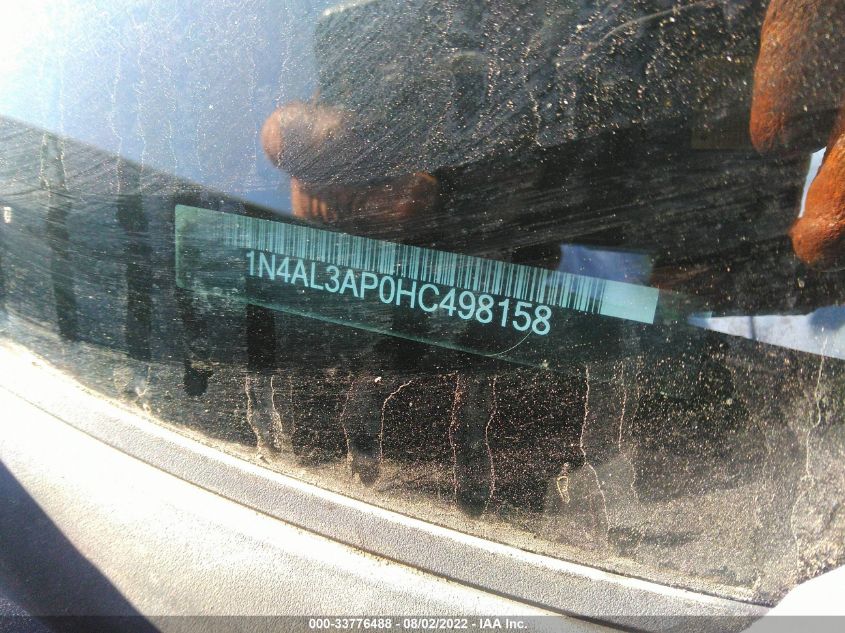 1N4AL3AP0HC498158
000-33776488 - 08/02/2022 - IAA Inc.